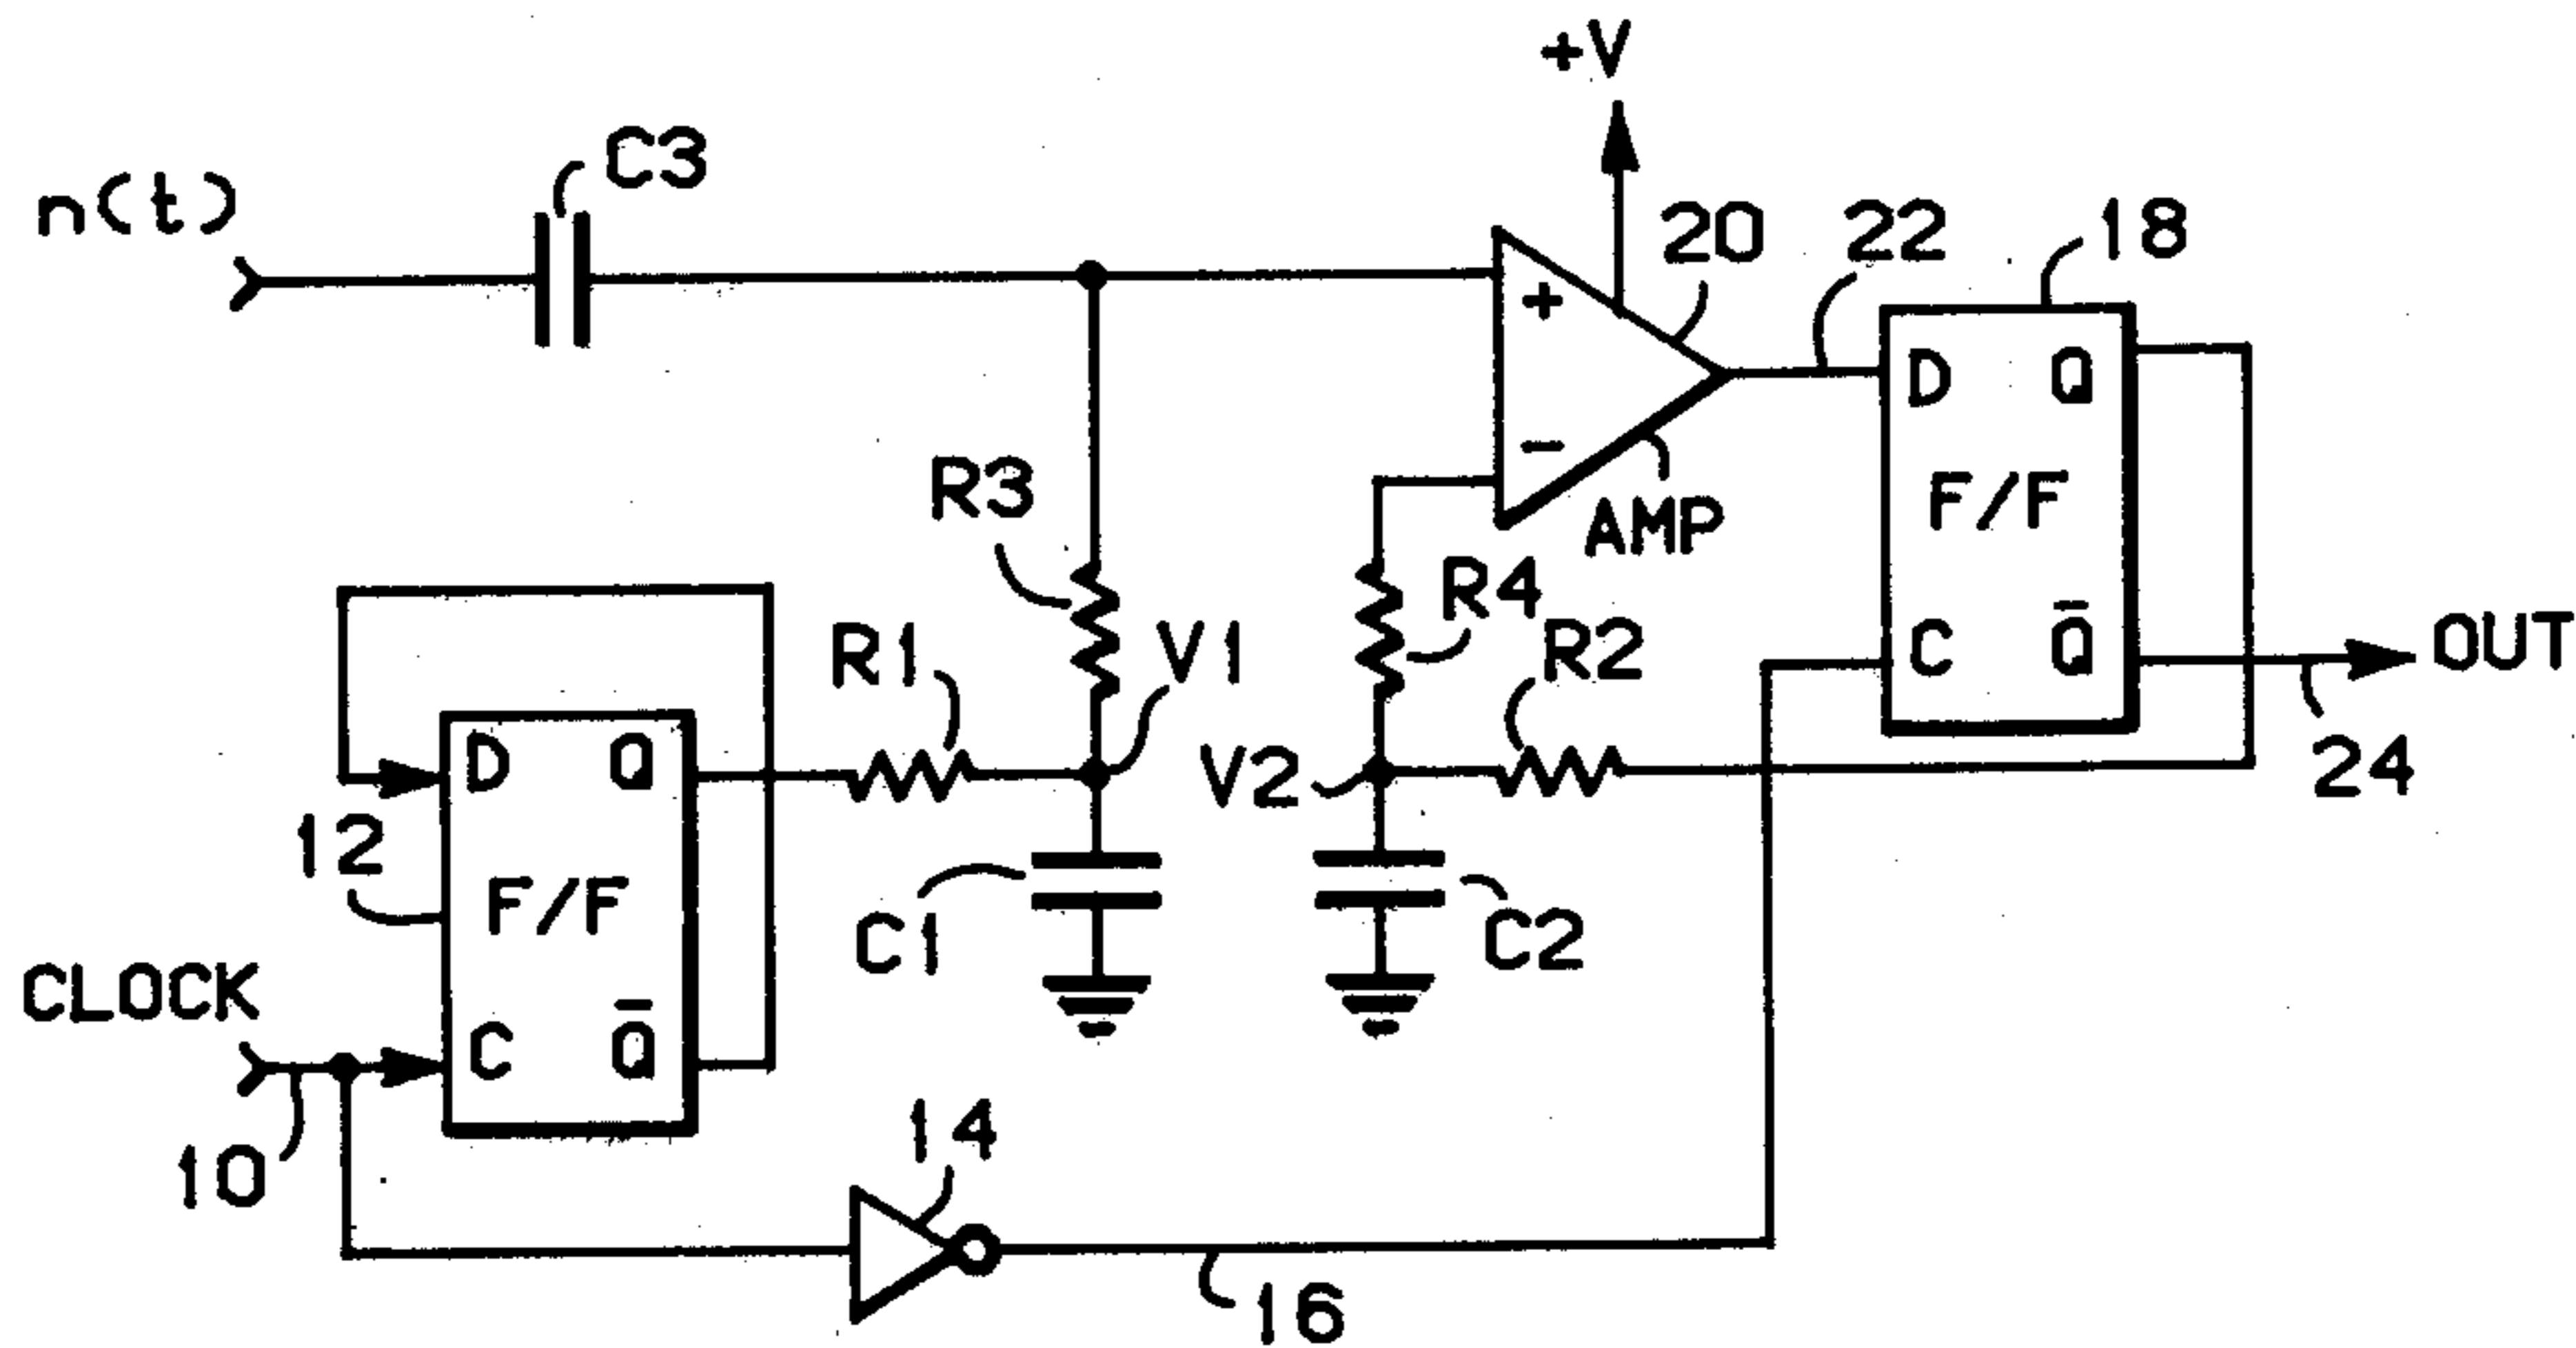 +V
C3
n(t)
20
22
18
+
D
Q
−
R3
AMP
F/F
R4
R1
V1
R2
C
Q̅
OUT
D
Q
V2
24
12
F/F
C1
C2
CLOCK
C
Q̅
10
14
16